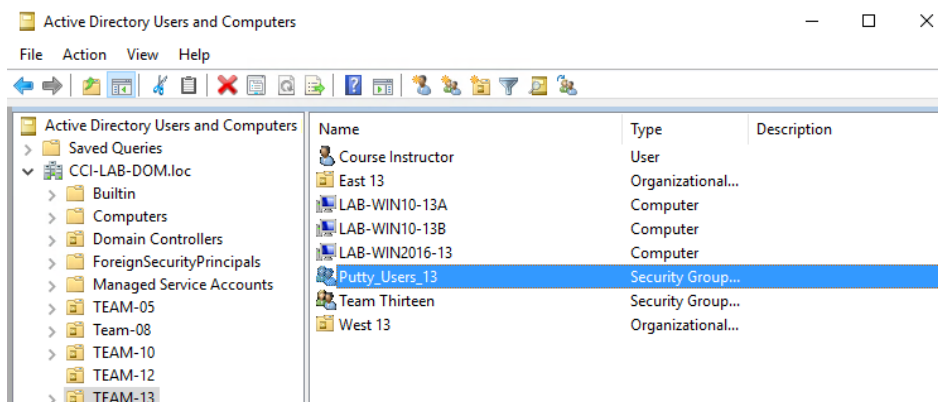 Active Directory Users and Computers
File Action View Help
Active Directory Users and Computers
Saved Queries
CCI-LAB-DOM.loc
Builtin
Computers
Domain Controllers
ForeignSecurityPrincipals
Managed Service Accounts
TEAM-05
Team-08
TEAM-10
TEAM-12
TEAM-13
Name Type Description
Course Instructor User
East 13 Organizational...
LAB-WIN10-13A Computer
LAB-WIN10-13B Computer
LAB-WIN2016-13 Computer
Putty_Users_13 Security Group...
Team Thirteen Security Group...
West 13 Organizational...